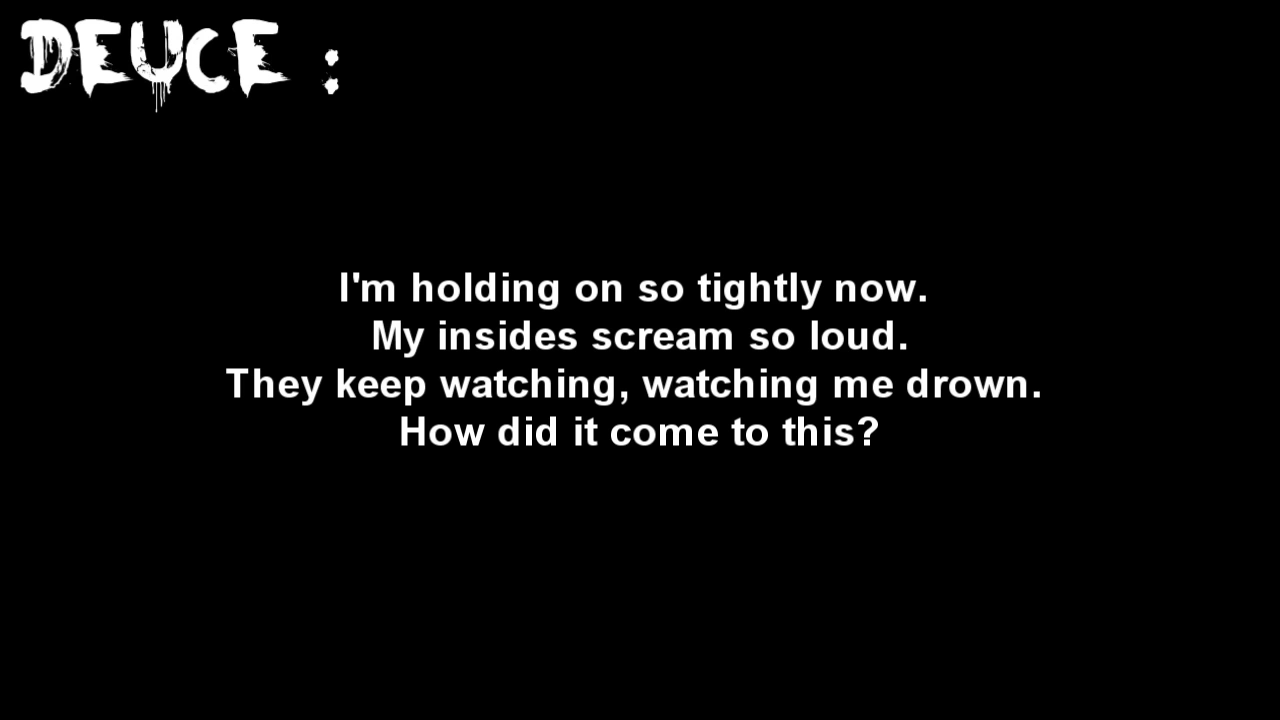 DEUCE :
I'm holding on so tightly now.
My insides scream so loud.
They keep watching, watching me drown.
How did it come to this?